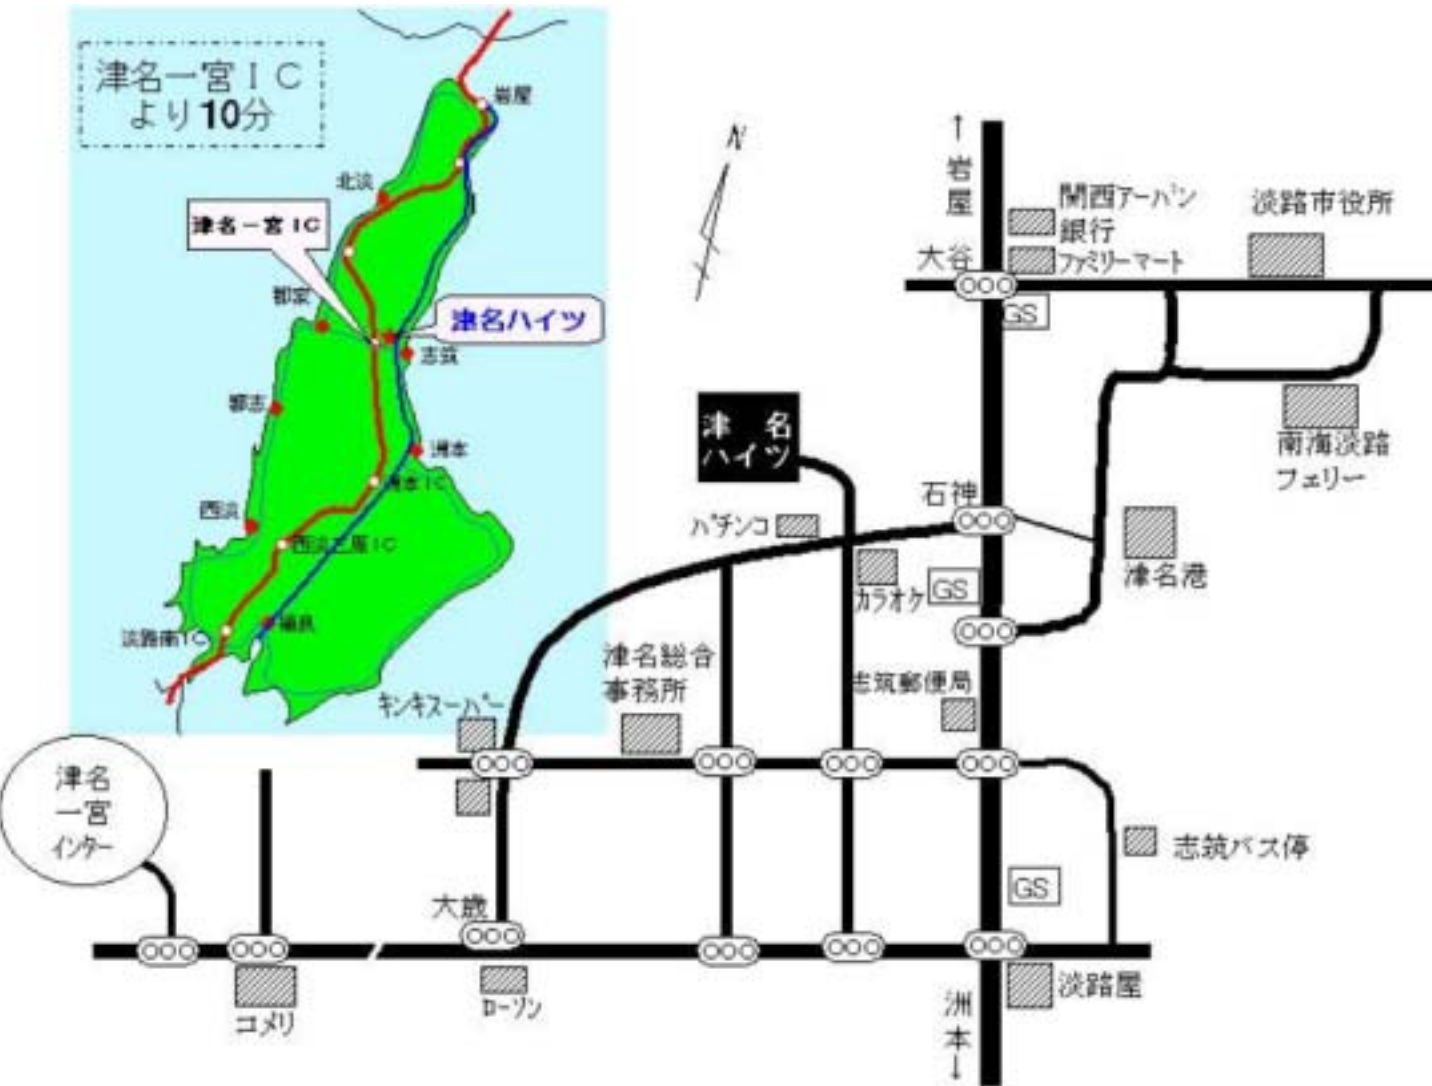 津名一宮IC
より10分
岩屋
北淡
津名一宮IC
津名ハイツ
志筑
郡志
洲本
洲本IC
西淡
西淡三原IC
福良
淡路南IC
N
↑
岩屋
関西アーバン
銀行
ファミリーマート
淡路市役所
大谷
GS
南海淡路
フェリー
津名
ハイツ
石神
パチンコ
カラオケ
GS
津名港
津名総合
事務所
志筑郵便局
キンキスーパー
津名
一宮
インター
志筑バス停
GS
大歳
コメリ
ローソン
淡路屋
洲本
↓